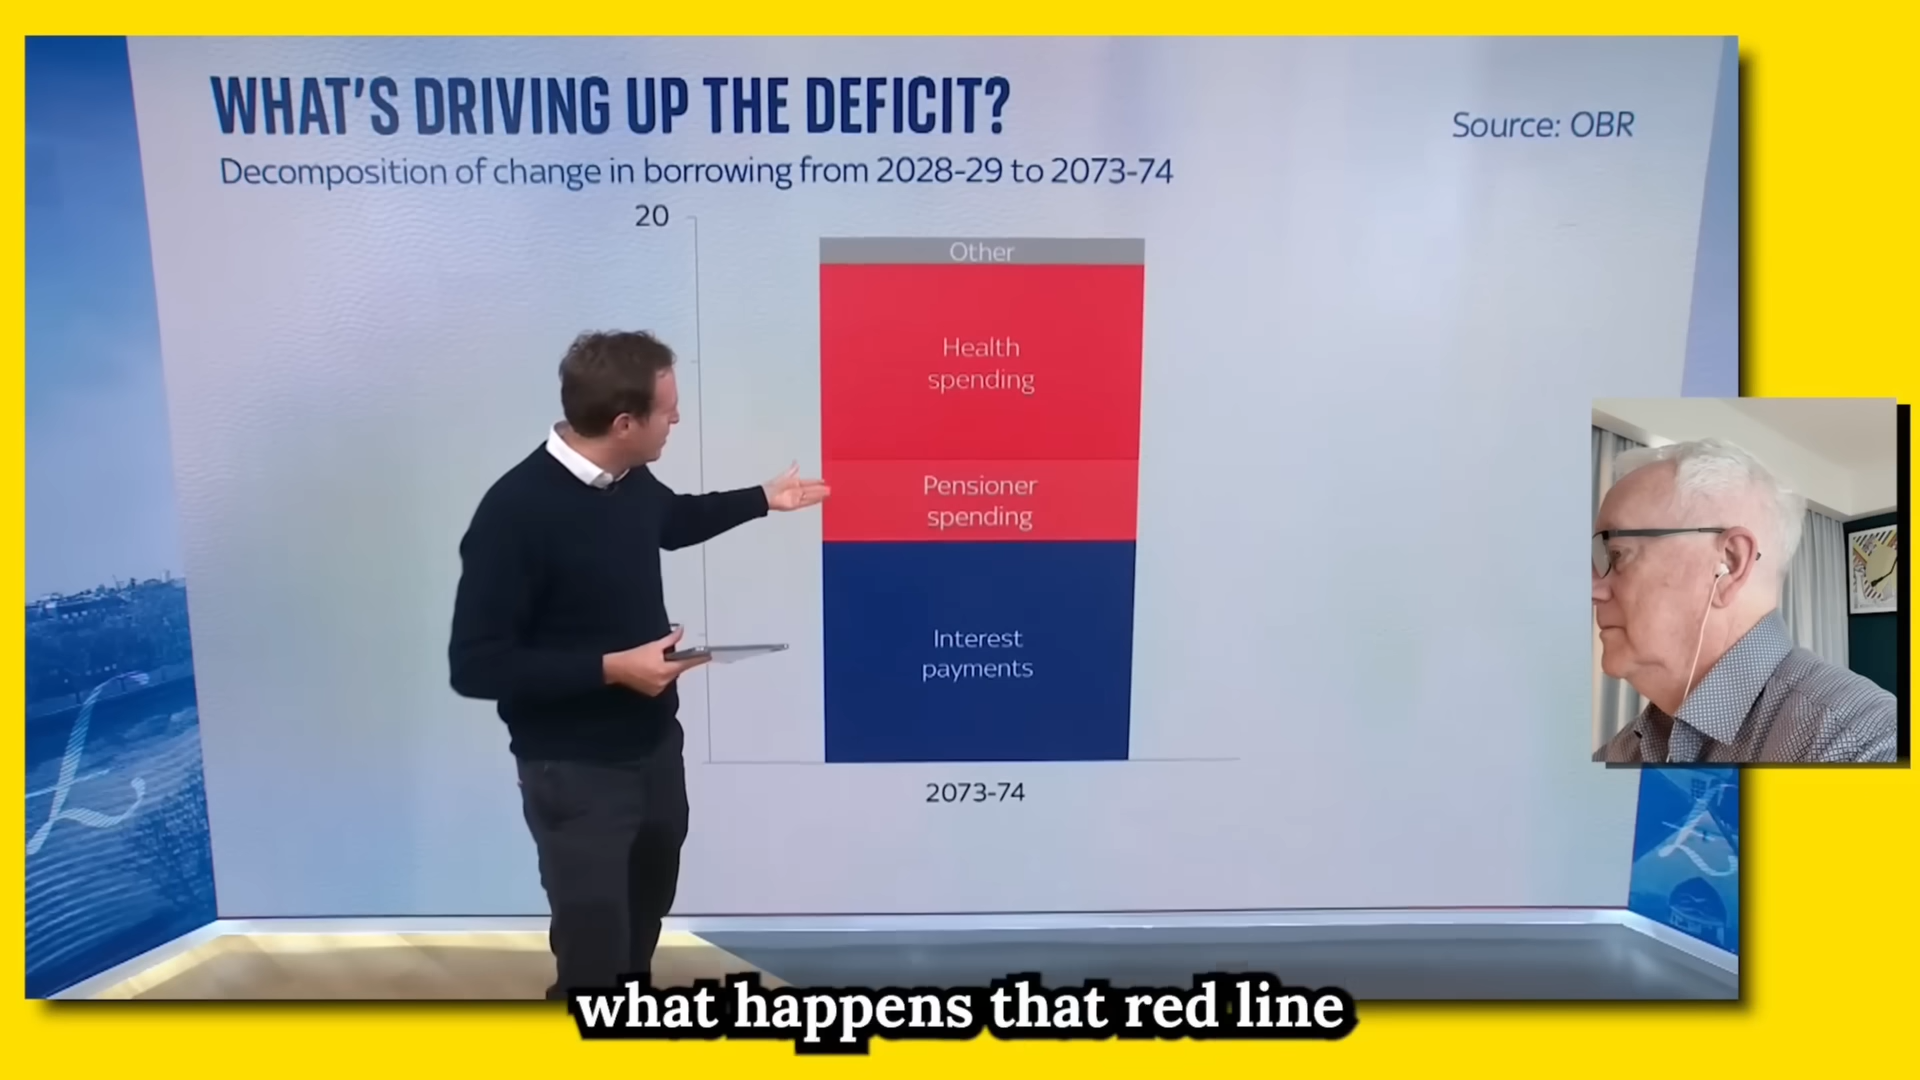 WHAT'S DRIVING UP THE DEFICIT?
Source: OBR
Decomposition of change in borrowing from 2028-29 to 2073-74
20
Other
Health
spending
Pensioner
spending
Interest
payments
2073-74
what happens that red line